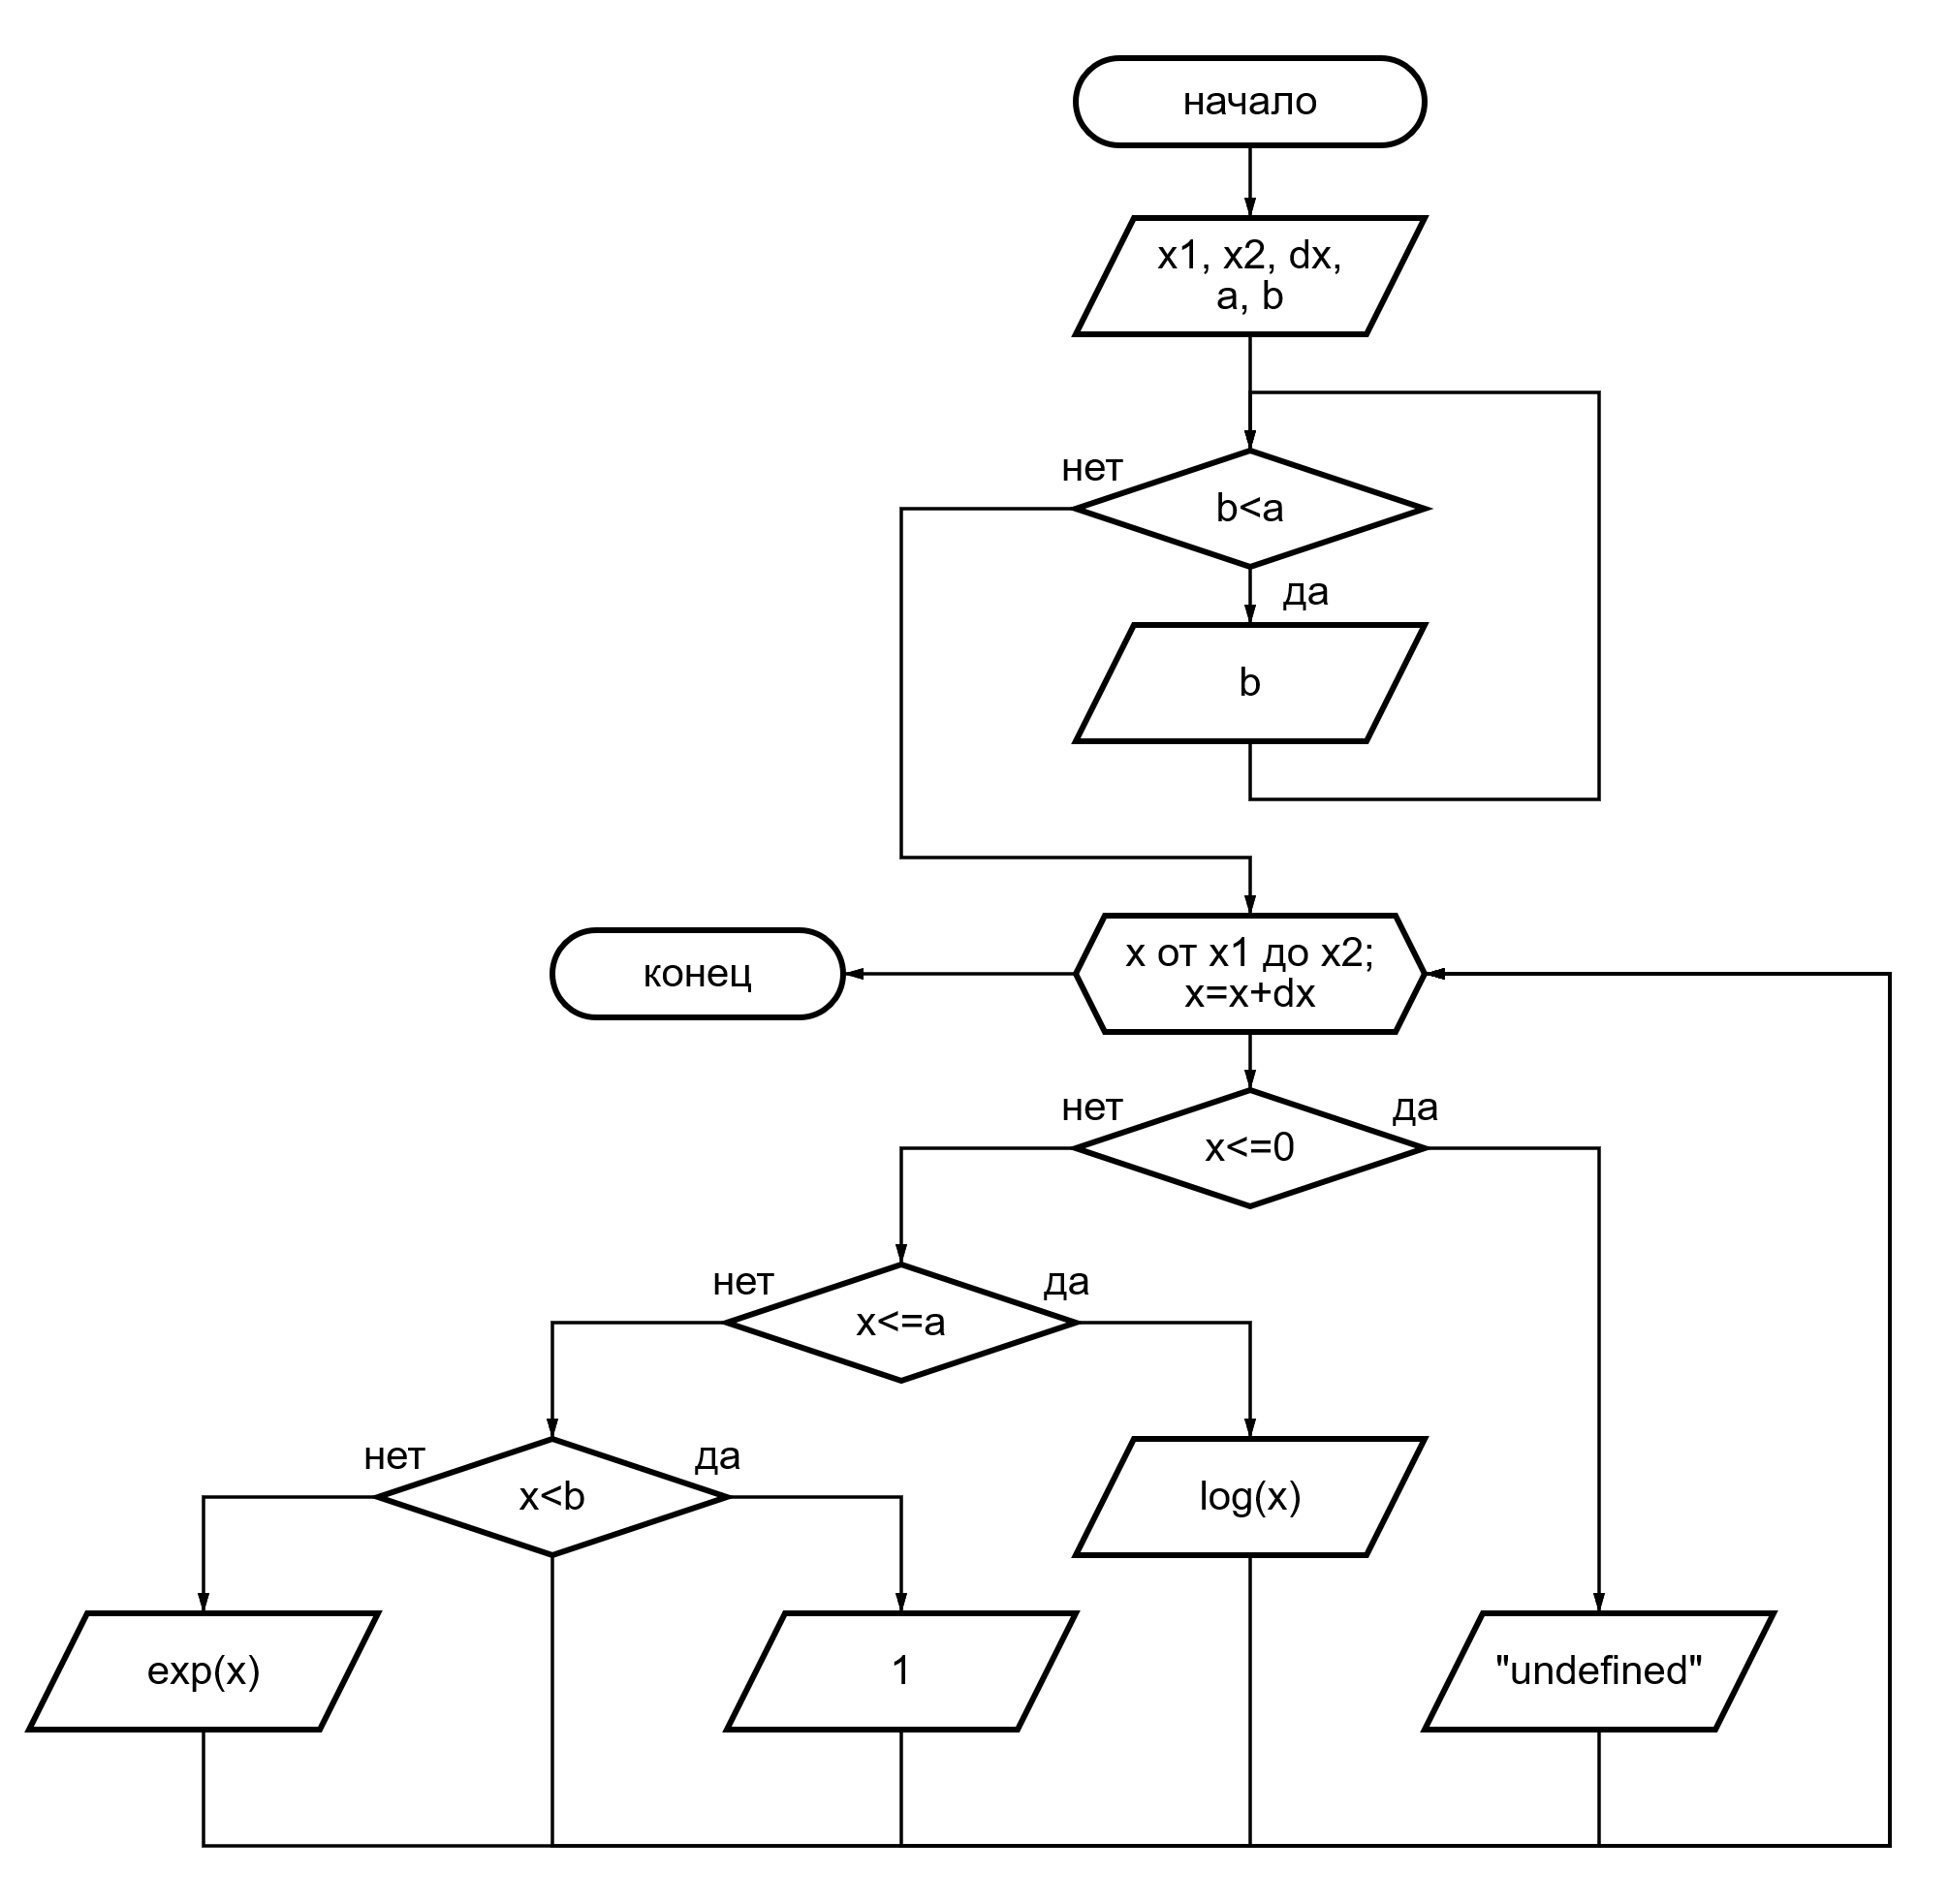 начало
x1, x2, dx,
a, b
нет
b<a
да
b
конец
x от x1 до x2;
x=x+dx
нет
да
x<=0
нет
да
x<=a
нет
да
x<b
log(x)
exp(x)
1
"undefined"